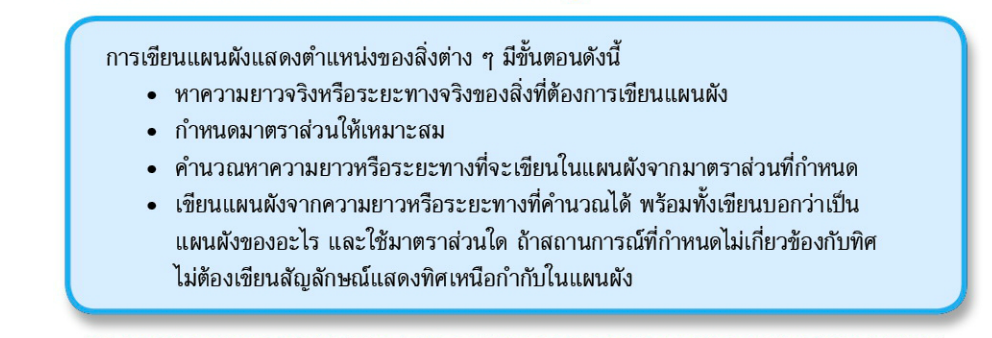 การเขียนแผนผังแสดงตำแหน่งของสิ่งต่าง ๆ มีขั้นตอนดังนี้
• หาความยาวจริงหรือระยะทางจริงของสิ่งที่ต้องการเขียนแผนผัง
• กำหนดมาตราส่วนให้เหมาะสม
• คำนวณหาความยาวหรือระยะทางที่จะเขียนในแผนผังจากมาตราส่วนที่กำหนด
• เขียนแผนผังจากความยาวหรือระยะทางที่คำนวณได้ พร้อมทั้งเขียนบอกว่าเป็น
แผนผังของอะไร และใช้มาตราส่วนใด ถ้าสถานการณ์ที่กำหนดไม่เกี่ยวข้องกับทิศ
ไม่ต้องเขียนสัญลักษณ์แสดงทิศเหนือกำกับในแผนผัง